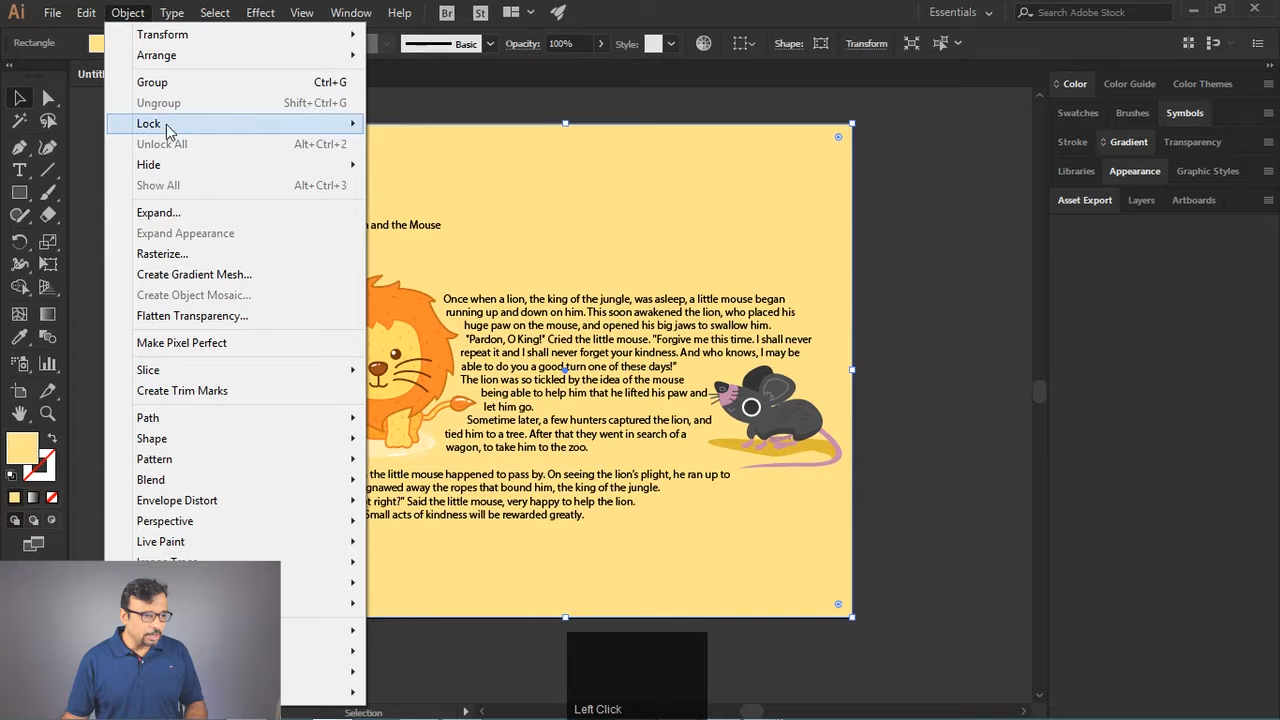 Ai File Edit Object Type Select Effect View Window Help Br St Essentials Search Adobe Stock
Rectangle Basic Opacity: 100% Style: Shape: Transform
Transform
Arrange
Group Ctrl+G
Ungroup Shift+Ctrl+G
Lock
Unlock All Alt+Ctrl+2
Hide
Show All Alt+Ctrl+3
Expand...
Expand Appearance
Rasterize...
Create Gradient Mesh...
Create Object Mosaic...
Flatten Transparency...
Make Pixel Perfect
Slice
Create Trim Marks
Path
Shape
Pattern
Blend
Envelope Distort
Perspective
Live Paint
and the Mouse
Once when a lion, the king of the jungle, was asleep, a little mouse began
running up and down on him. This soon awakened the lion, who placed his
huge paw on the mouse, and opened his big jaws to swallow him.
"Pardon, O King!" Cried the little mouse. "Forgive me this time. I shall never
repeat it and I shall never forget your kindness. And who knows, I may be
able to do you a good turn one of these days!"
The lion was so tickled by the idea of the mouse
being able to help him that he lifted his paw and
let him go.
Sometime later, a few hunters captured the lion, and
tied him to a tree. After that they went in search of a
wagon, to take him to the zoo.
the little mouse happened to pass by. On seeing the lion's plight, he ran up to
gnawed away the ropes that bound him, the king of the jungle.
right?" Said the little mouse, very happy to help the lion.
Small acts of kindness will be rewarded greatly.
Color Color Guide Color Themes
Swatches Brushes Symbols
Stroke Gradient Transparency
Libraries Appearance Graphic Styles
Asset Export Layers Artboards
Left Click
Selection